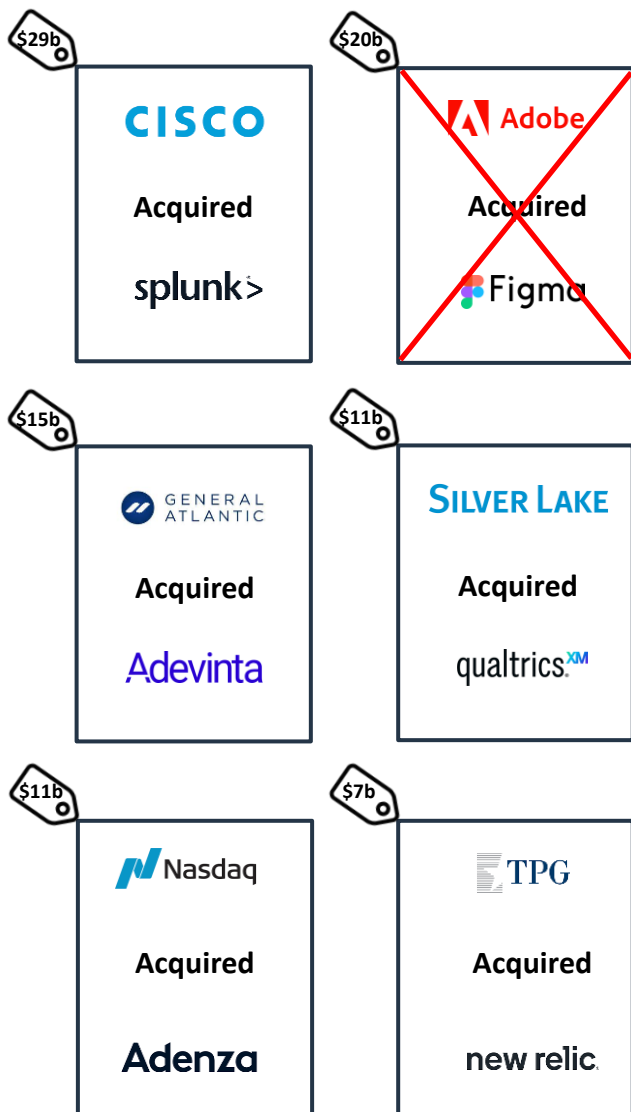 $29b
CISCO
Acquired
splunk>
$20b
Adobe
Acquired
Figma
$15b
GENERAL
ATLANTIC
Acquired
Adevinta
$11b
SILVER LAKE
Acquired
qualtrics.XM
$11b
Nasdaq
Acquired
Adenza
$7b
TPG
Acquired
new relic.